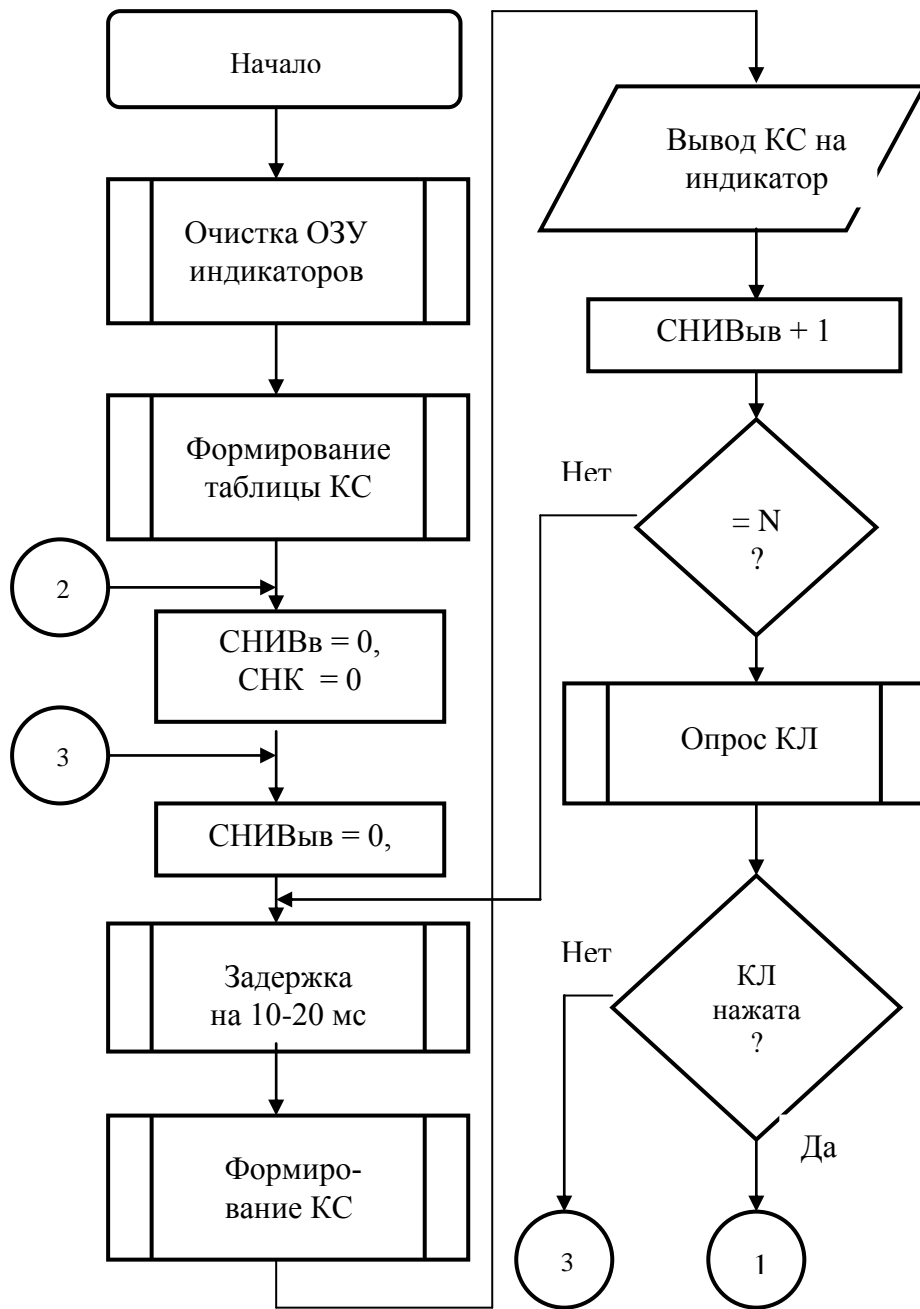 Начало
Очистка ОЗУ
индикаторов
Формирование
таблицы КС
2
СНИВв = 0,
СНК = 0
3
СНИВыв = 0,
Задержка
на 10-20 мс
Формиро-
вание КС
Вывод КС на
индикатор
СНИВыв + 1
Нет
= N
?
Опрос КЛ
Нет
КЛ
нажата
?
Да
3
1